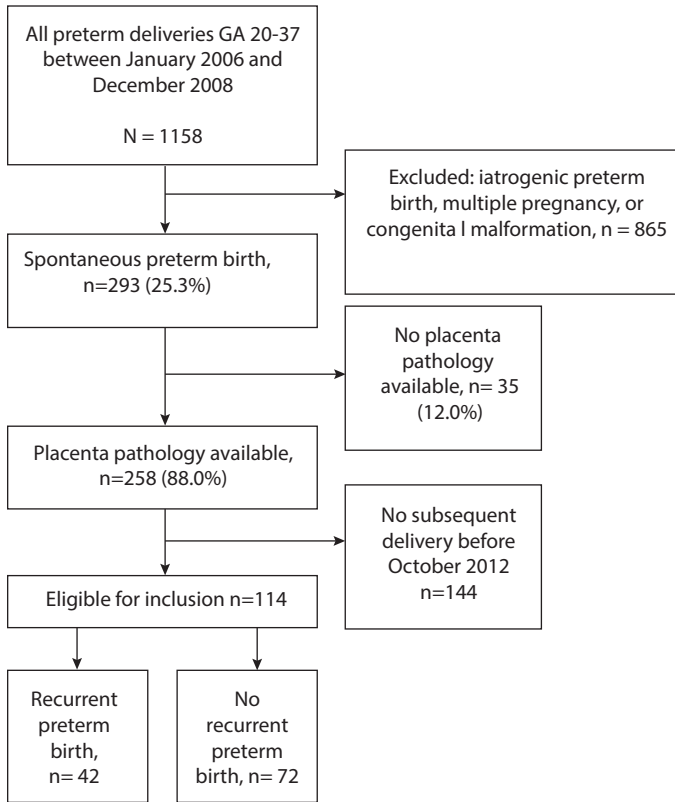 All preterm deliveries GA 20-37
between January 2006 and
December 2008
N = 1158
Excluded: iatrogenic preterm
birth, multiple pregnancy, or
congenita l malformation, n = 865
Spontaneous preterm birth,
n=293 (25.3%)
No placenta
pathology
available, n= 35
(12.0%)
Placenta pathology available,
n=258 (88.0%)
No subsequent
delivery before
October 2012
n=144
Eligible for inclusion n=114
Recurrent
preterm
birth,
n= 42
No
recurrent
preterm
birth, n= 72